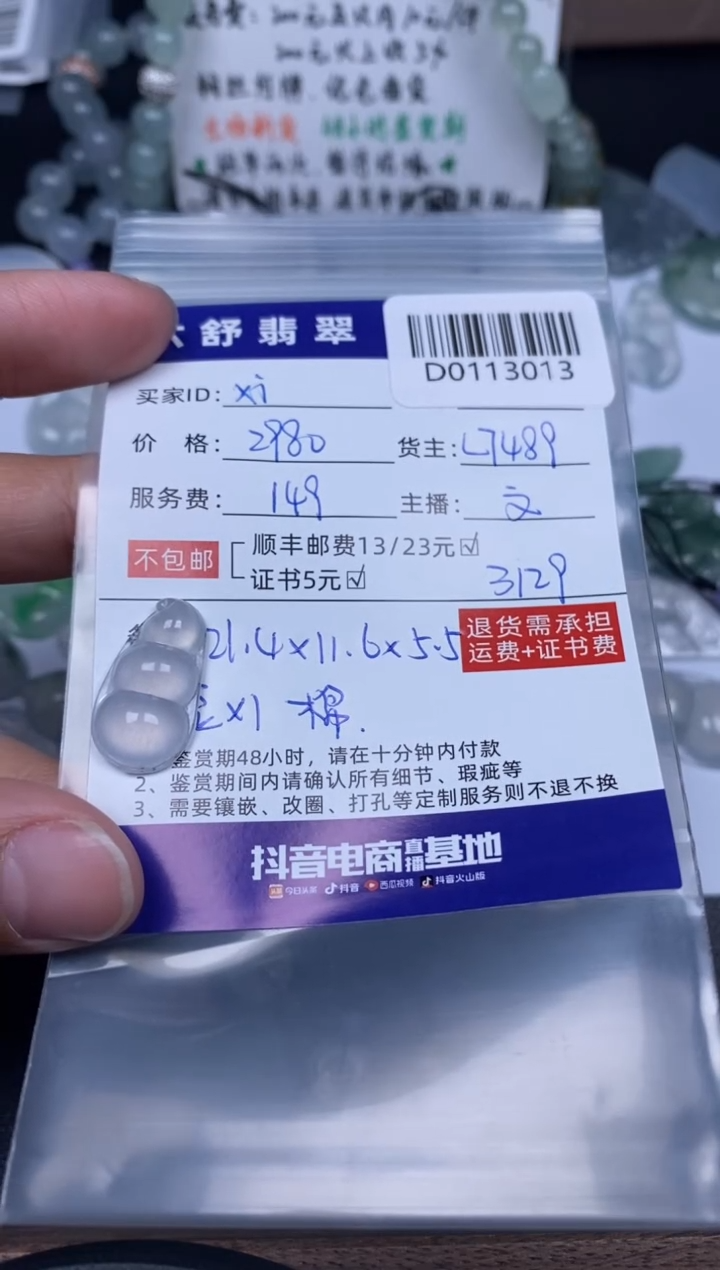 舒翡翠
D0113013
买家ID: xi
价 格: 2980 货主: L7489
服务费: 149 主播: 文
不包邮 顺丰邮费13/23元☑
证书5元☑ 3129
21.4×11.6×5.5 退货需承担
运费+证书费
×1 棉.
鉴赏期48小时，请在十分钟内付款
2、鉴赏期间内请确认所有细节、瑕疵等
3、需要镶嵌、改圈、打孔等定制服务则不退不换
抖音电商直播基地
今日头条 抖音 西瓜视频 抖音火山版